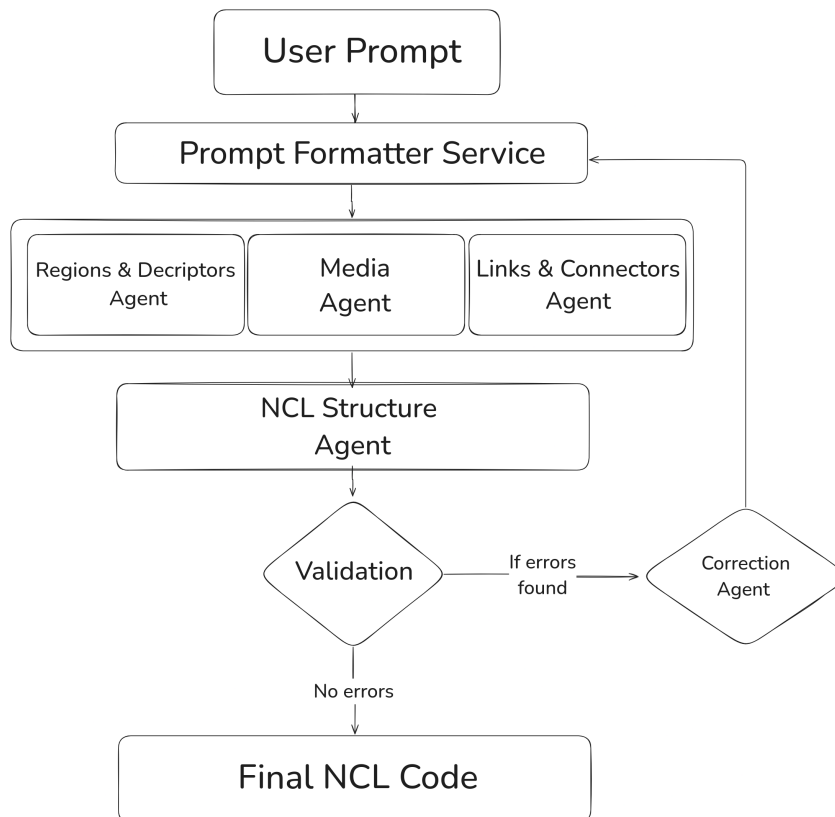 User Prompt
Prompt Formatter Service
Regions & Decriptors
Agent
Media
Agent
Links & Connectors
Agent
NCL Structure
Agent
Validation
If errors
found
Correction
Agent
No errors
Final NCL Code